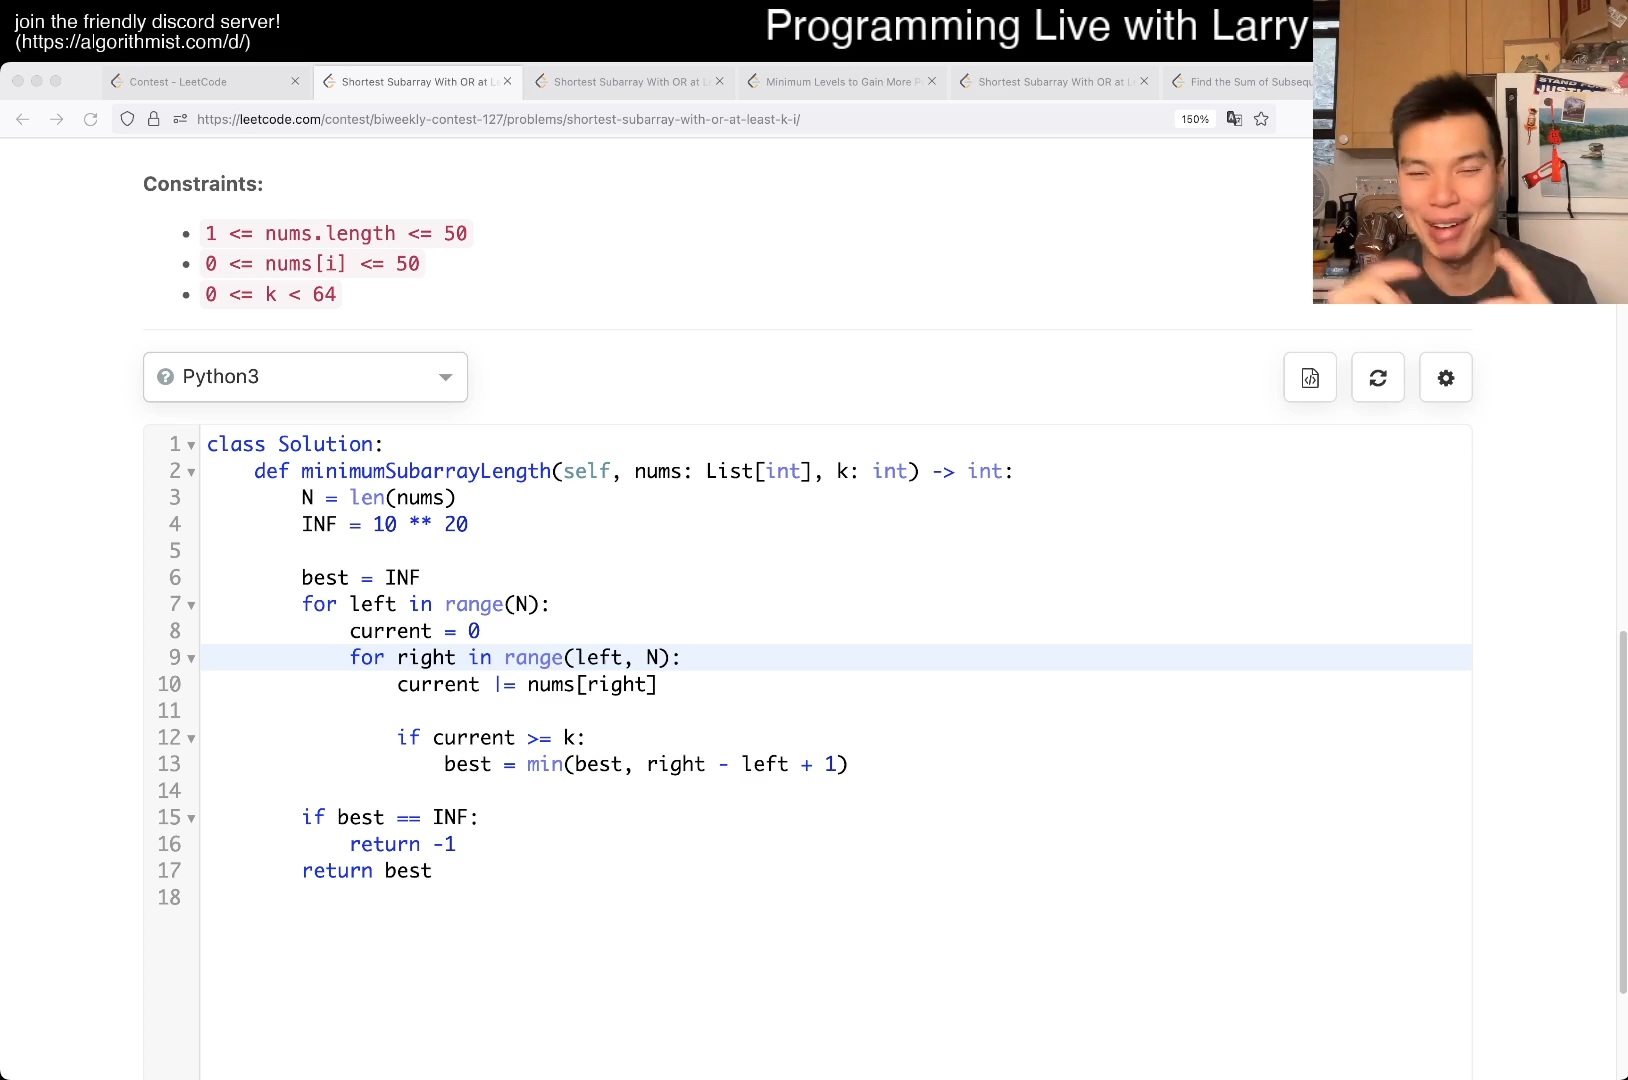 join the friendly discord server!
(https://algorithmist.com/d/)
Programming Live with Larry
Contest - LeetCode
Shortest Subarray With OR at L
Shortest Subarray With OR at L
Minimum Levels to Gain More P
Shortest Subarray With OR at L
Find the Sum of Subsequ
https://leetcode.com/contest/biweekly-contest-127/problems/shortest-subarray-with-or-at-least-k-i/
150%
Constraints:
1 <= nums.length <= 50
0 <= nums[i] <= 50
0 <= k < 64
Python3
1 class Solution:
2 def minimumSubarrayLength(self, nums: List[int], k: int) -> int:
3 N = len(nums)
4 INF = 10 ** 20
5
6 best = INF
7 for left in range(N):
8 current = 0
9 for right in range(left, N):
10 current |= nums[right]
11
12 if current >= k:
13 best = min(best, right - left + 1)
14
15 if best == INF:
16 return -1
17 return best
18